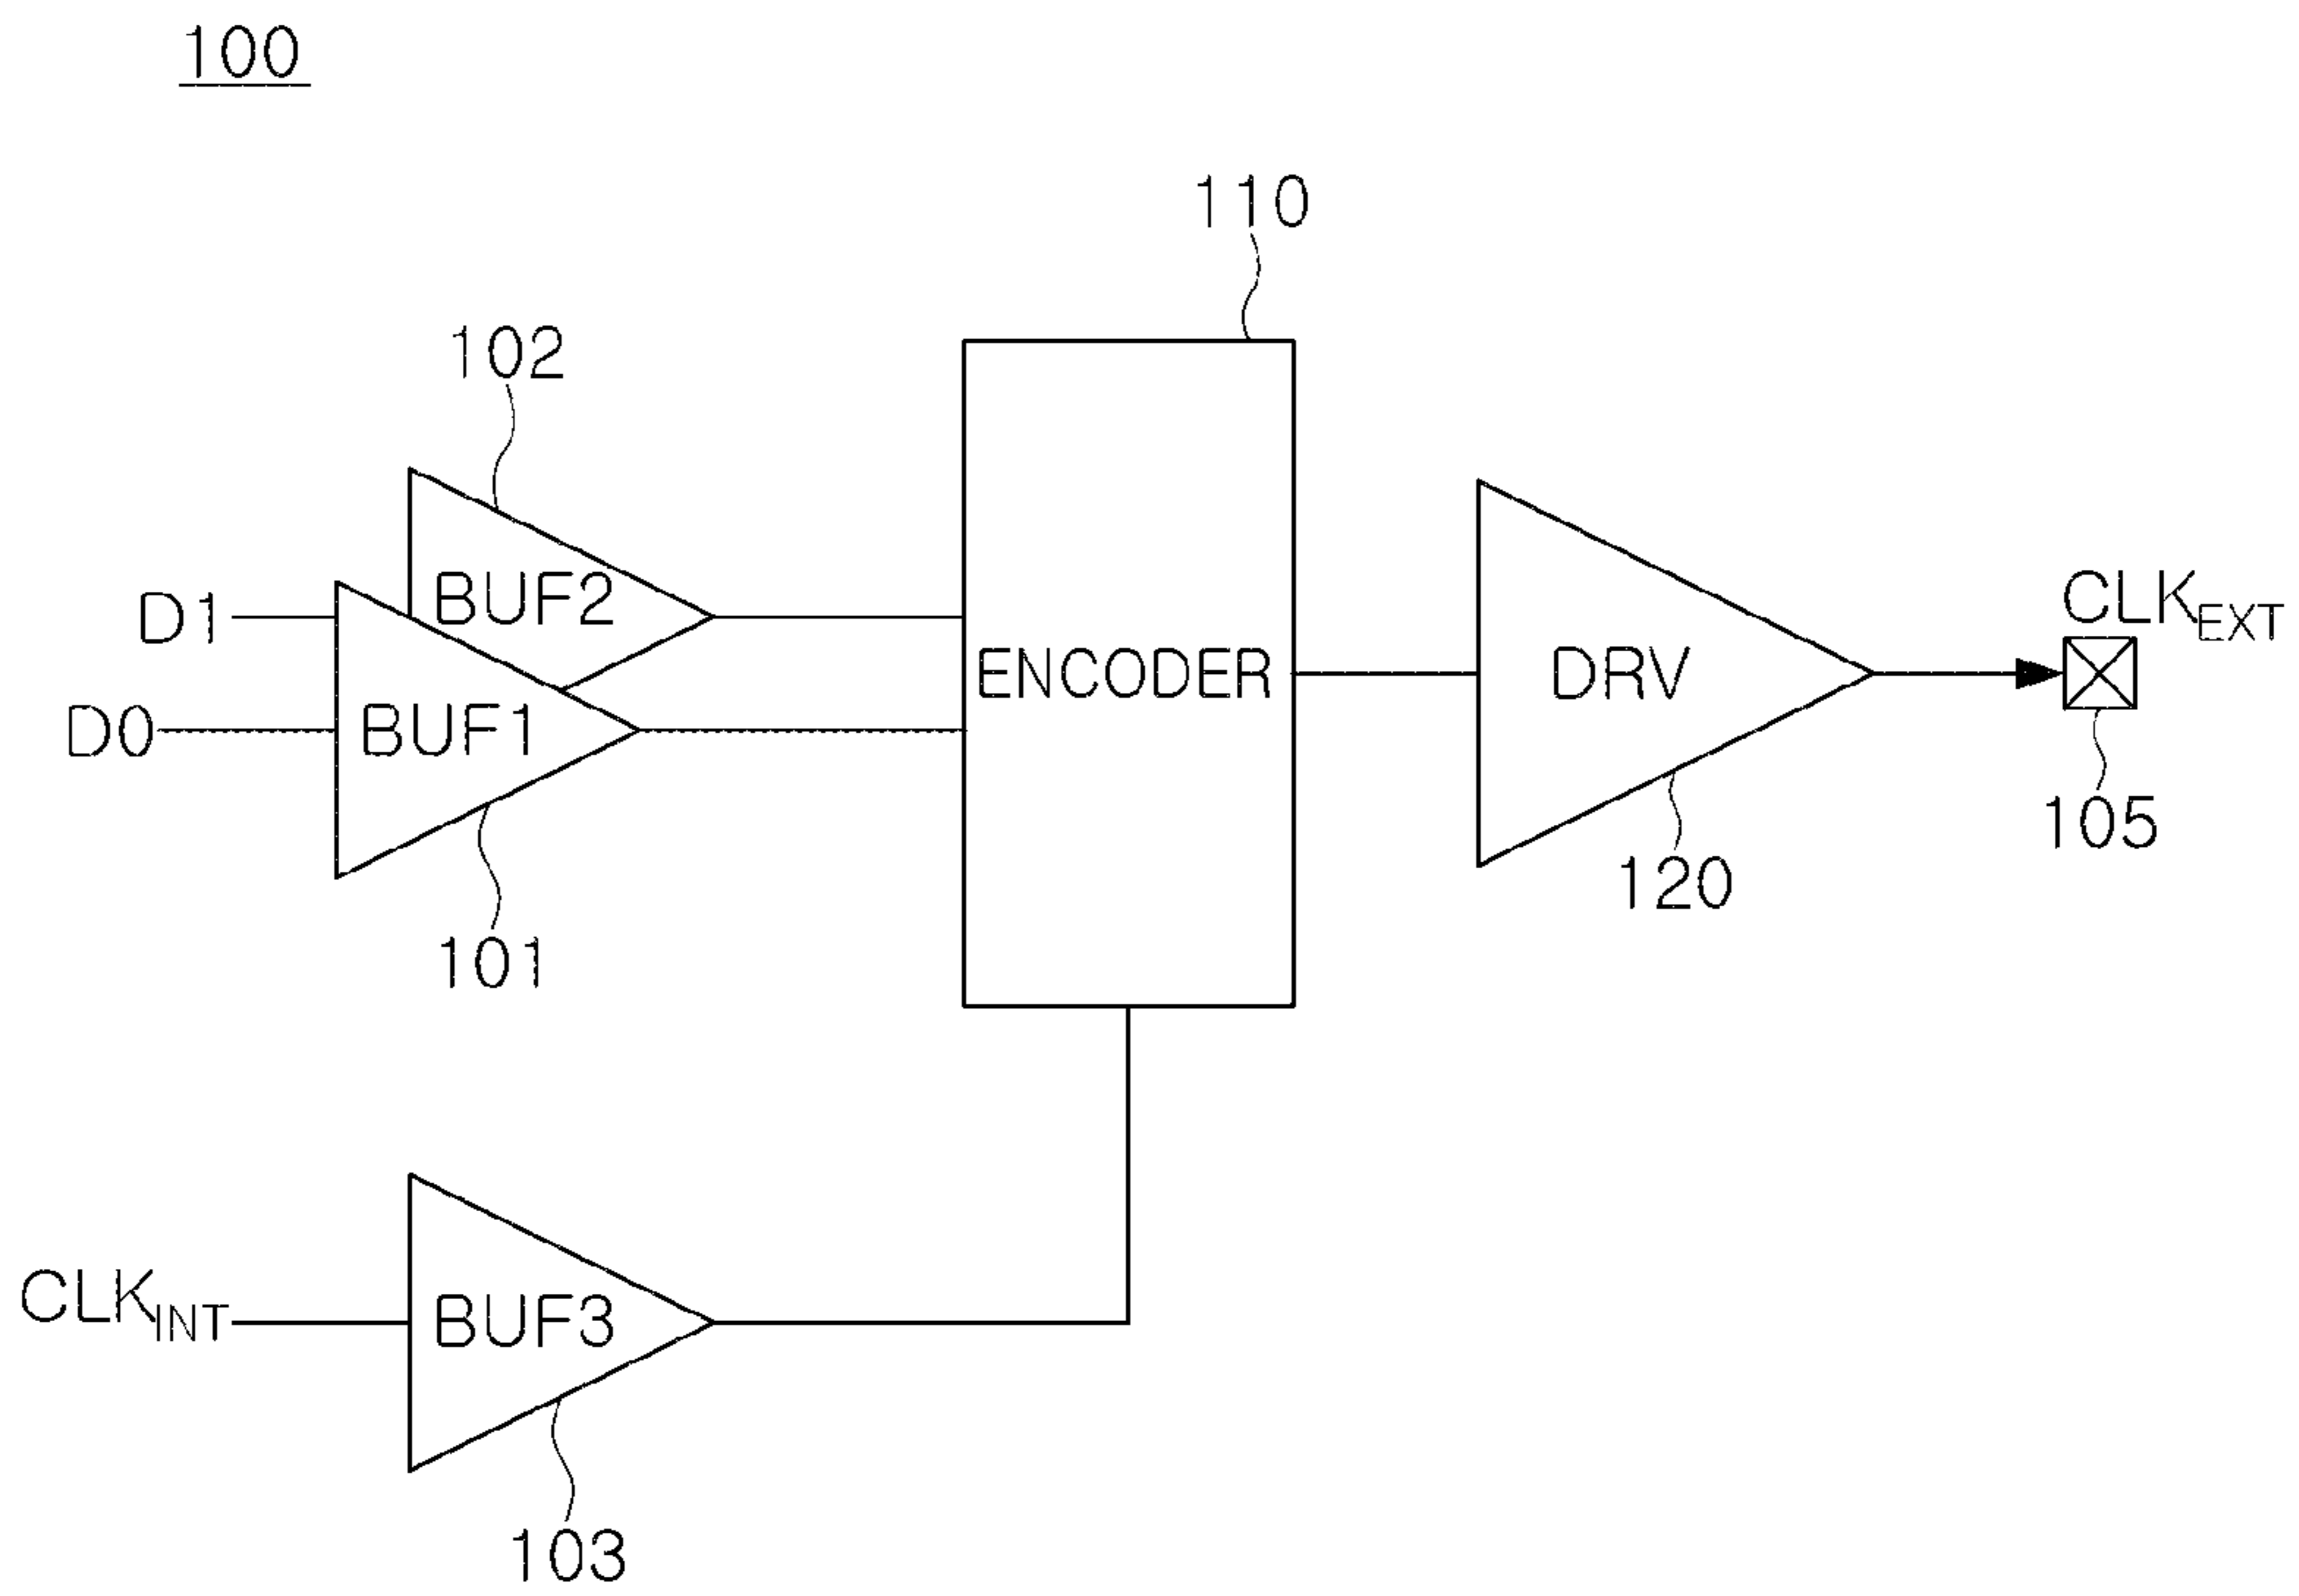 100
110
102
BUF2
D1
CLKEXT
ENCODER
DRV
D0
BUF1
105
120
101
CLKINT
BUF3
103